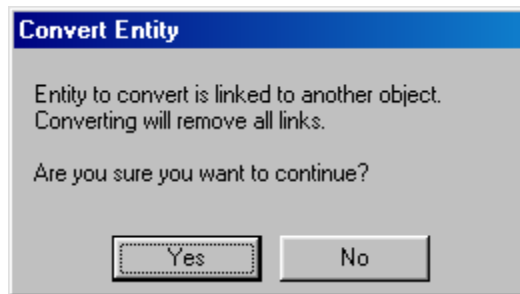 Convert Entity
Entity to convert is linked to another object.
Converting will remove all links.
Are you sure you want to continue?
Yes
No